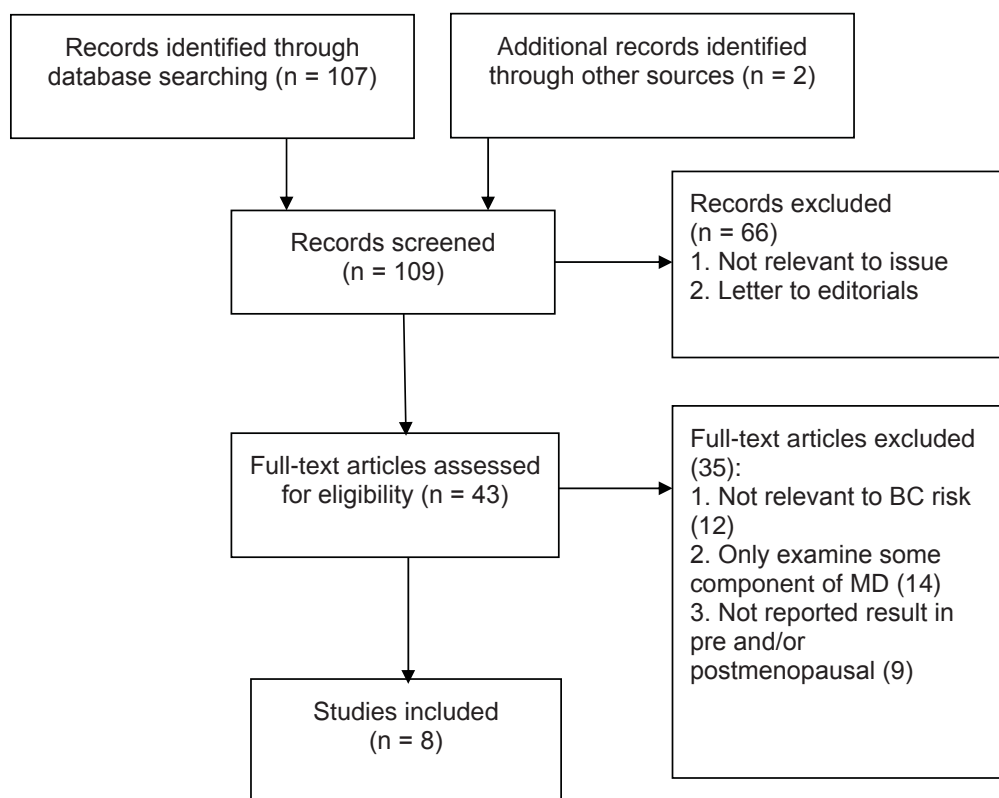 Records identified through
database searching (n = 107)
Additional records identified
through other sources (n = 2)
Records screened
(n = 109)
Records excluded
(n = 66)
1. Not relevant to issue
2. Letter to editorials
Full-text articles assessed
for eligibility (n = 43)
Full-text articles excluded
(35):
1. Not relevant to BC risk
(12)
2. Only examine some
component of MD (14)
3. Not reported result in
pre and/or
postmenopausal (9)
Studies included
(n = 8)